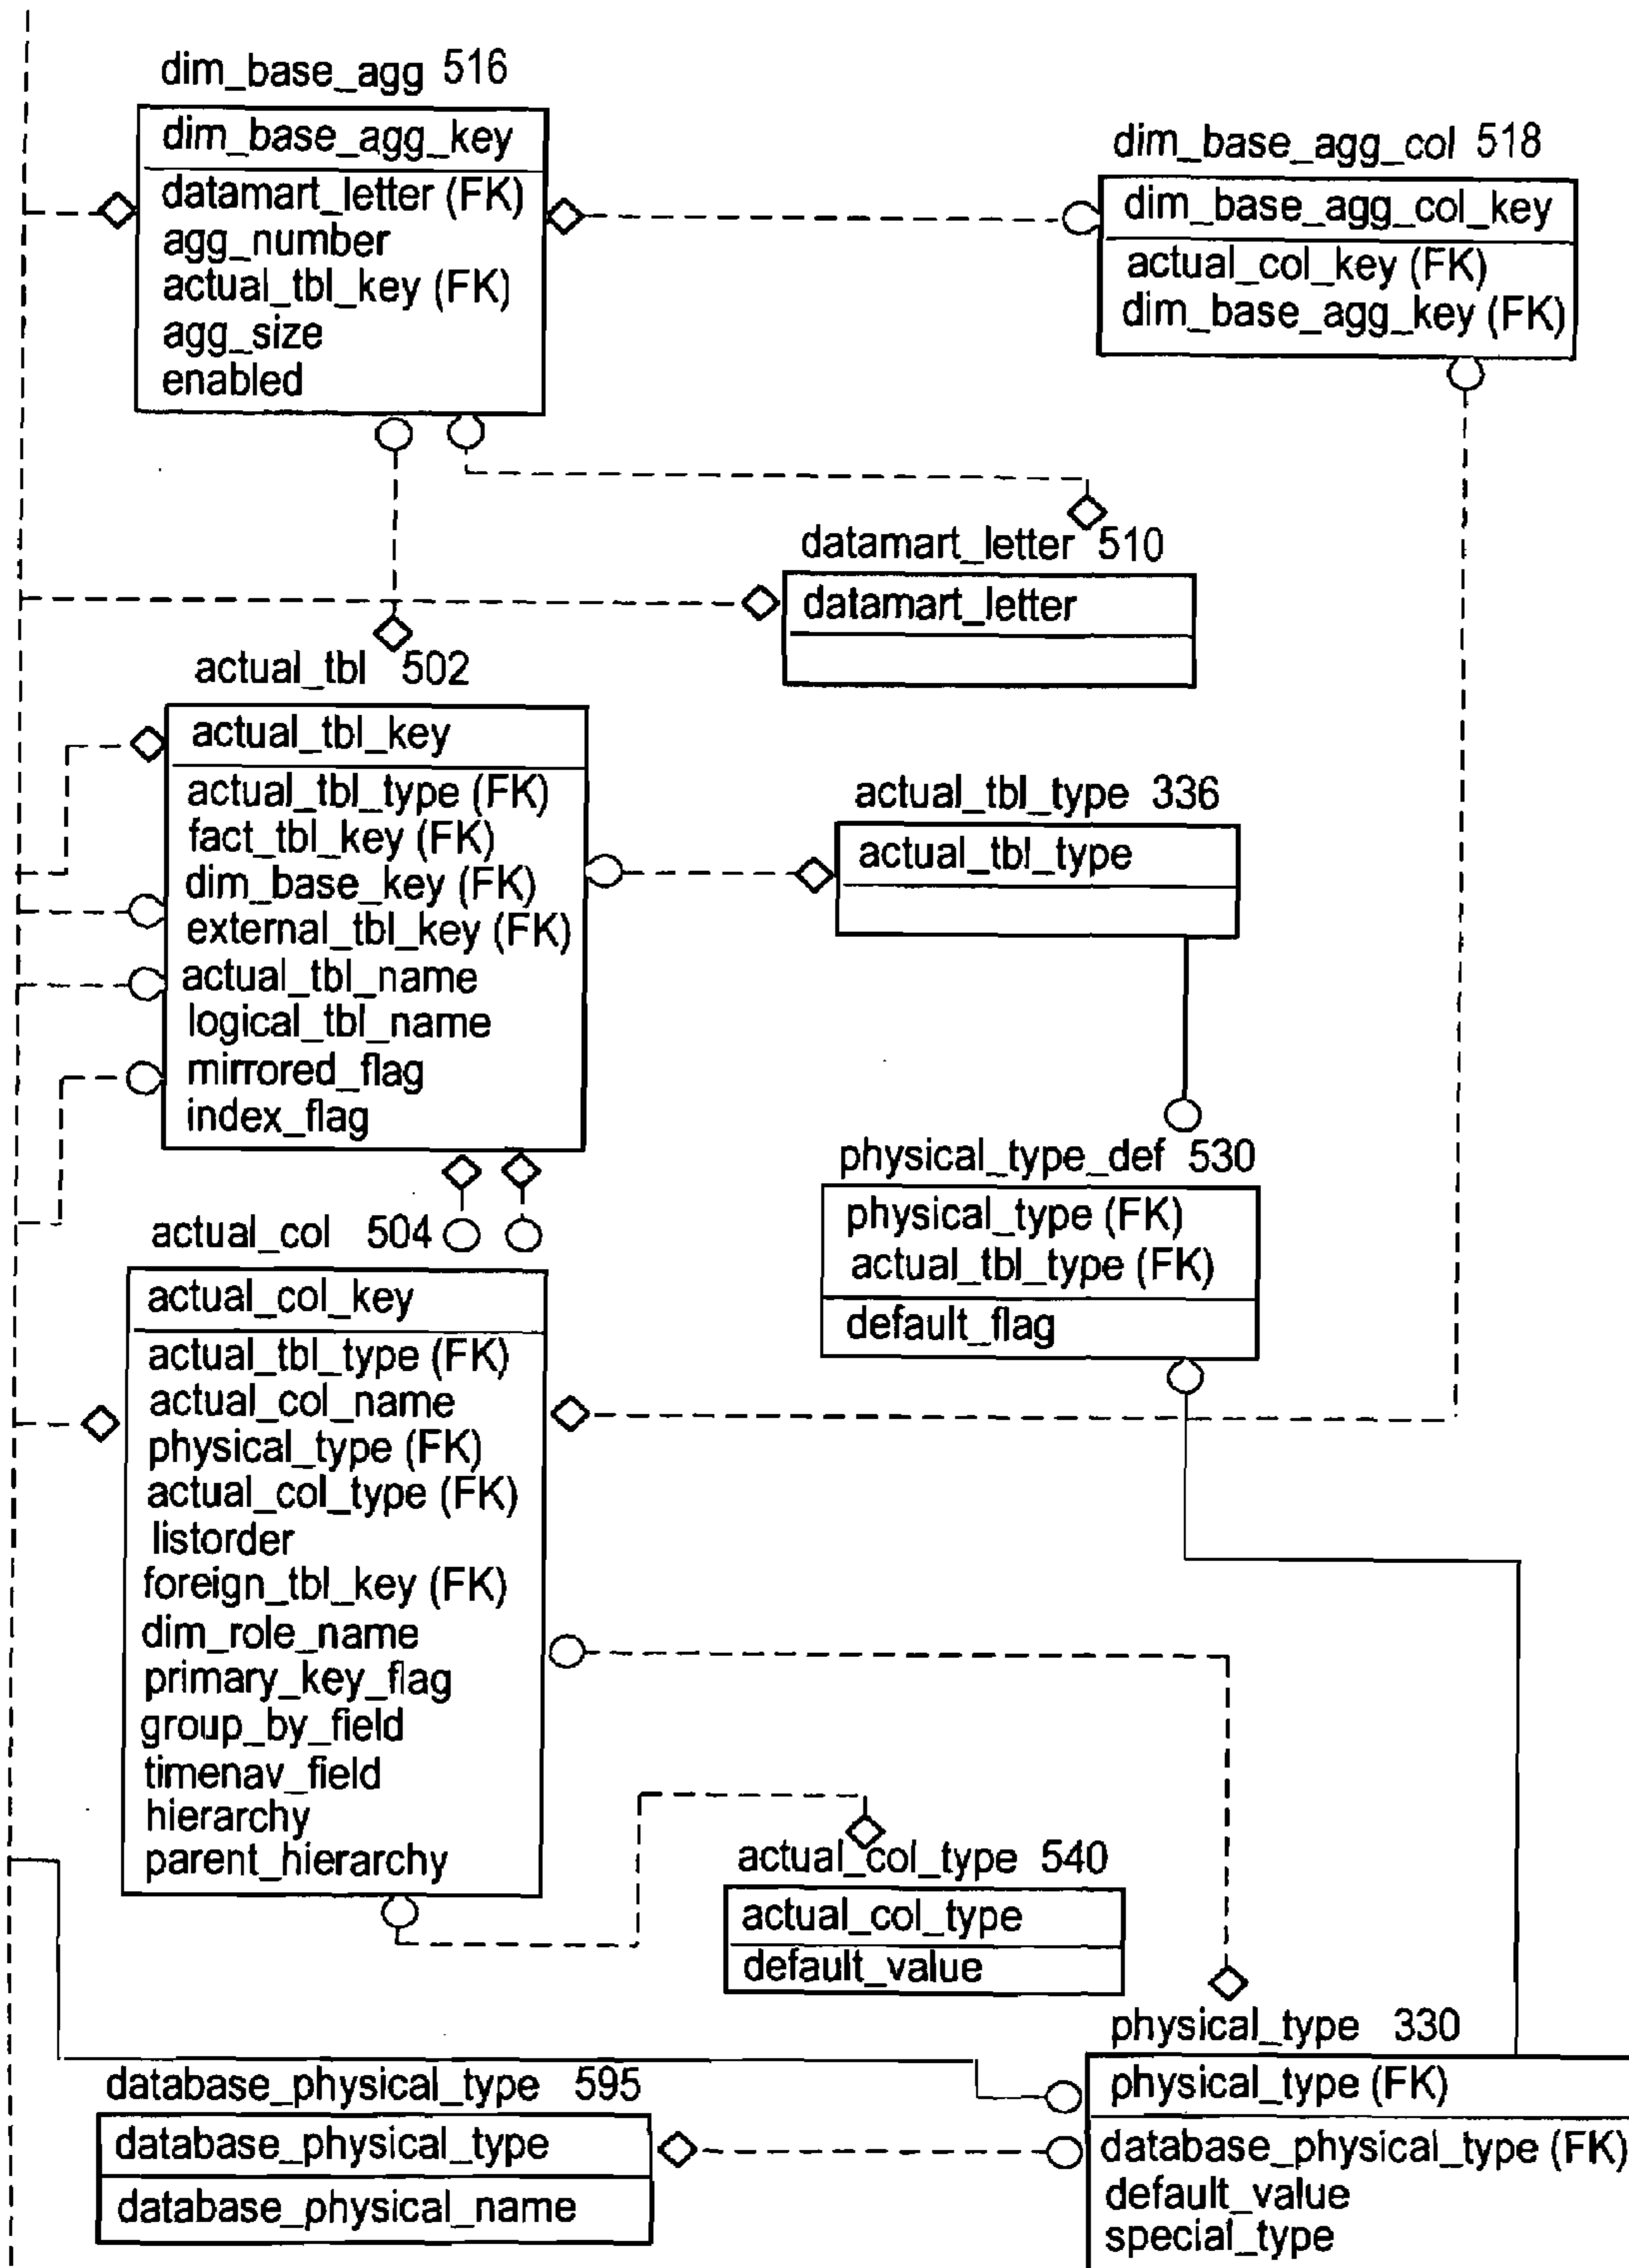 dim_base_agg 516
dim_base_agg_key
datamart_letter (FK)
agg_number
actual_tbl_key (FK)
agg_size
enabled
dim_base_agg_col 518
dim_base_agg_col_key
actual_col_key (FK)
dim_base_agg_key (FK)
datamart_letter 510
datamart_letter
actual_tbl 502
actual_tbl_key
actual_tbl_type (FK)
fact_tbl_key (FK)
dim_base_key (FK)
external_tbl_key (FK)
actual_tbl_name
logical_tbl_name
mirrored_flag
index_flag
actual_tbl_type 336
actual_tbl_type
physical_type_def 530
physical_type (FK)
actual_tbl_type (FK)
default_flag
actual_col 504
actual_col_key
actual_tbl_type (FK)
actual_col_name
physical_type (FK)
actual_col_type (FK)
listorder
foreign_tbl_key (FK)
dim_role_name
primary_key_flag
group_by_field
timenav_field
hierarchy
parent_hierarchy
actual_col_type 540
actual_col_type
default_value
physical_type 330
physical_type (FK)
database_physical_type (FK)
default_value
special_type
database_physical_type 595
database_physical_type
database_physical_name